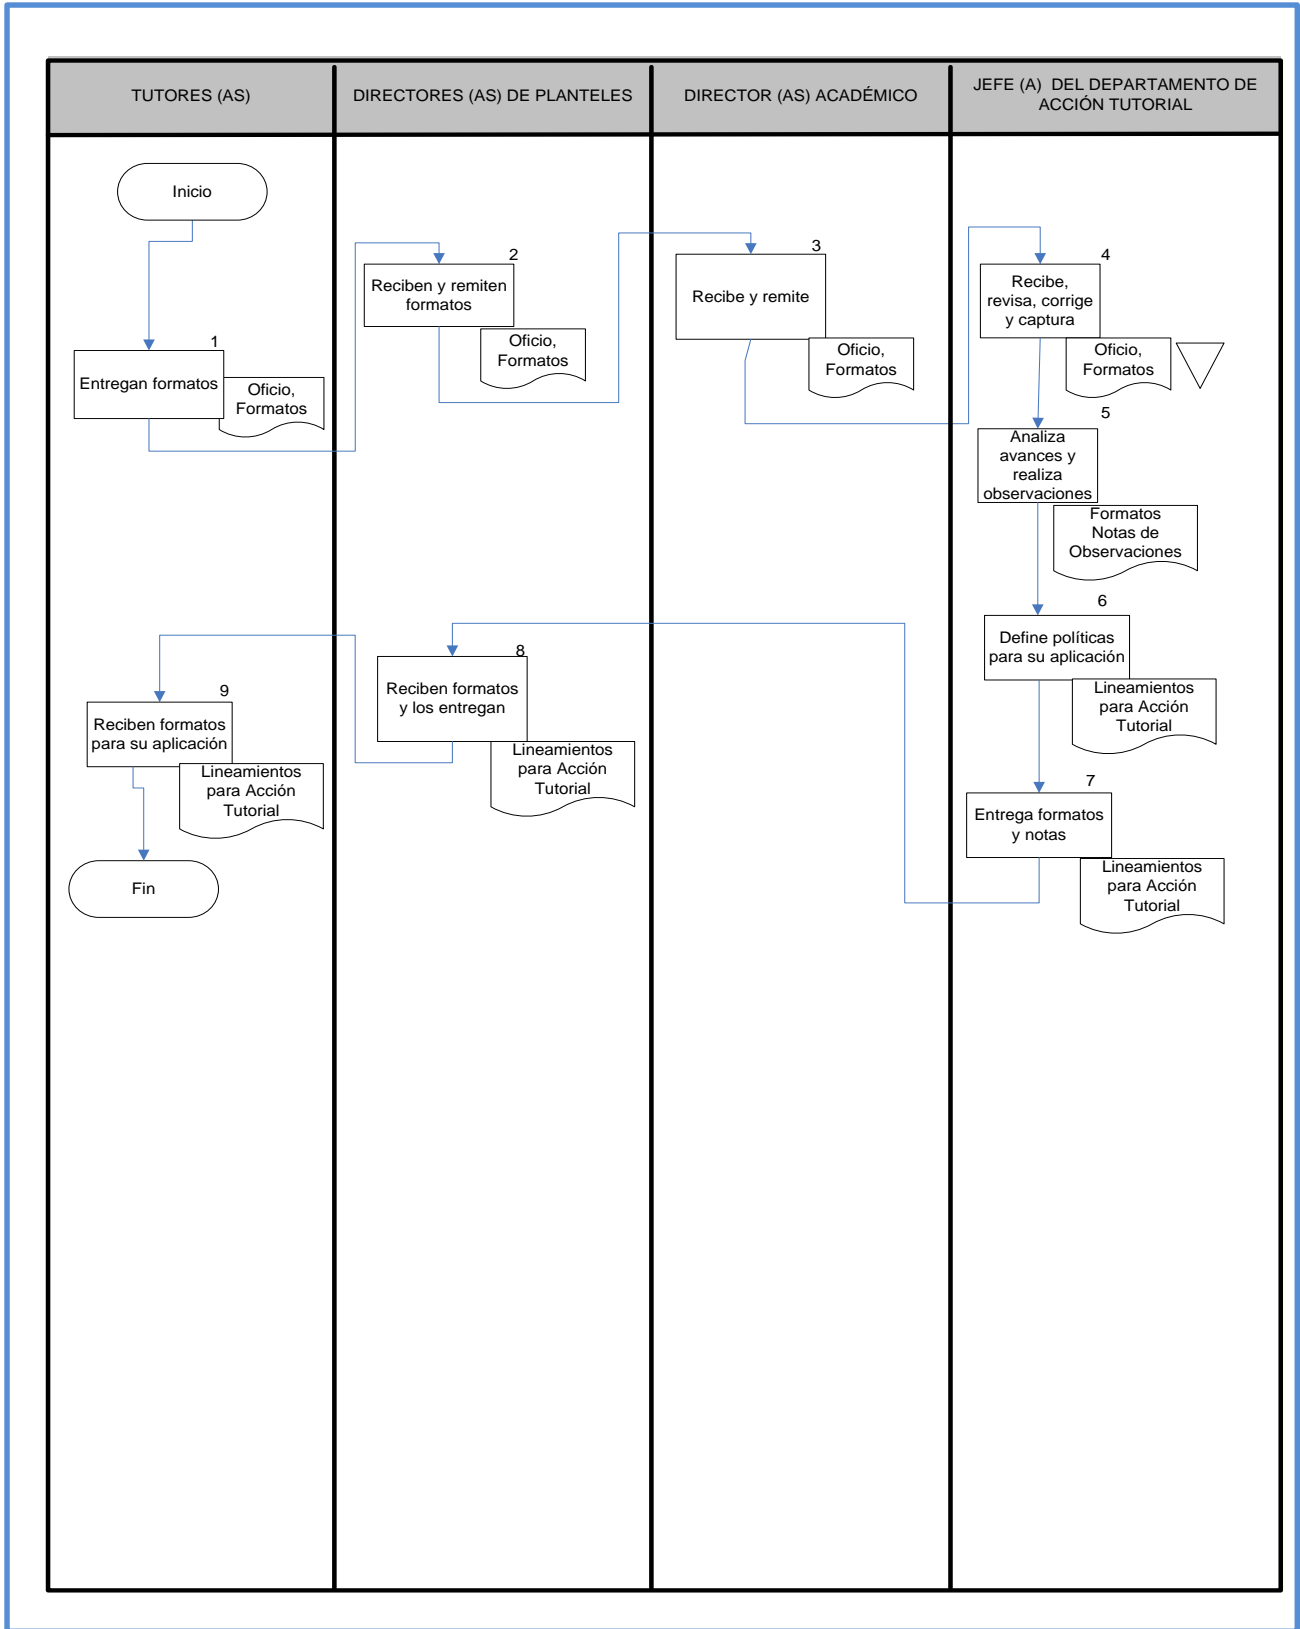 TUTORES (AS)
DIRECTORES (AS) DE PLANTELES
DIRECTOR (AS) ACADÉMICO
JEFE (A)  DEL DEPARTAMENTO DE
ACCIÓN TUTORIAL
Inicio
1
Entregan formatos
Oficio,
Formatos
2
Reciben y remiten
formatos
Oficio,
Formatos
3
Recibe y remite
Oficio,
Formatos
4
Recibe,
revisa, corrige
y captura
Oficio,
Formatos
5
Analiza
avances y
realiza
observaciones
Formatos
Notas de
Observaciones
6
Define políticas
para su aplicación
Lineamientos
para Acción
Tutorial
7
Entrega formatos
y notas
Lineamientos
para Acción
Tutorial
8
Reciben formatos
y los entregan
Lineamientos
para Acción
Tutorial
9
Reciben formatos
para su aplicación
Lineamientos
para Acción
Tutorial
Fin